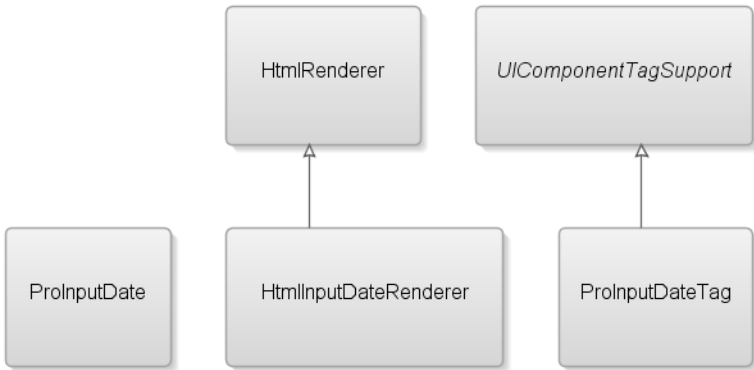 HtmlRenderer
UIComponentTagSupport
ProInputDate
HtmlInputDateRenderer
ProInputDateTag